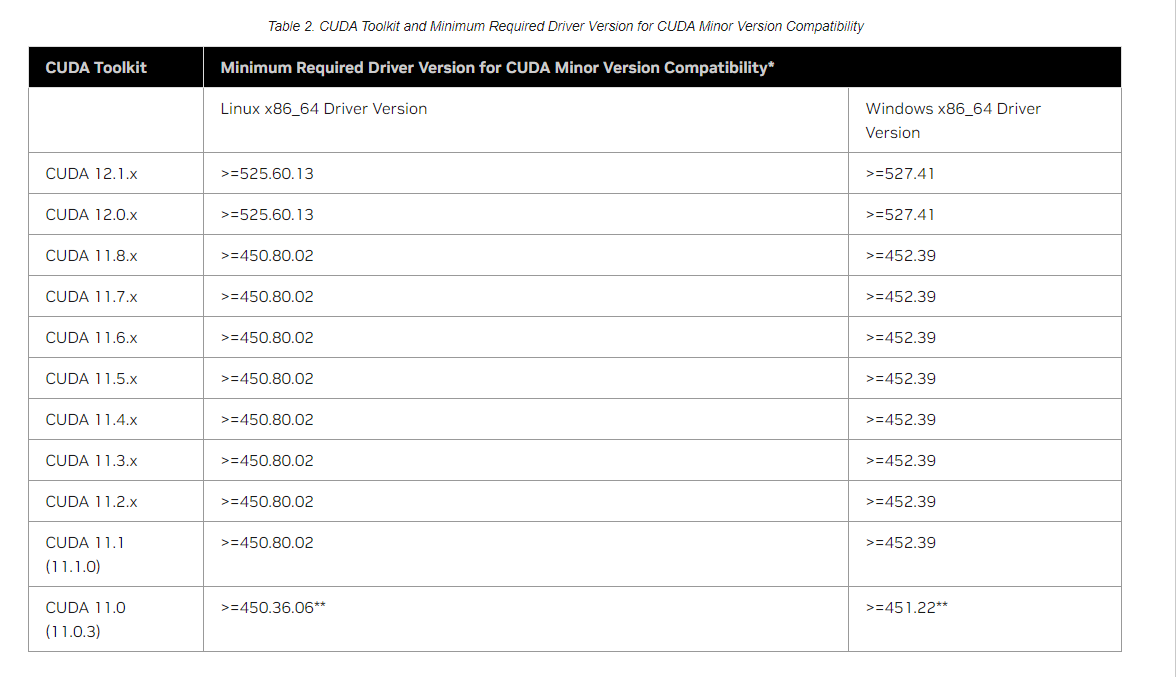 Table 2. CUDA Toolkit and Minimum Required Driver Version for CUDA Minor Version Compatibility
CUDA Toolkit Minimum Required Driver Version for CUDA Minor Version Compatibility*
Linux x86_64 Driver Version Windows x86_64 Driver
Version
CUDA 12.1.x >=525.60.13 >=527.41
CUDA 12.0.x >=525.60.13 >=527.41
CUDA 11.8.x >=450.80.02 >=452.39
CUDA 11.7.x >=450.80.02 >=452.39
CUDA 11.6.x >=450.80.02 >=452.39
CUDA 11.5.x >=450.80.02 >=452.39
CUDA 11.4.x >=450.80.02 >=452.39
CUDA 11.3.x >=450.80.02 >=452.39
CUDA 11.2.x >=450.80.02 >=452.39
CUDA 11.1 >=450.80.02 >=452.39
(11.1.0)
CUDA 11.0 >=450.36.06** >=451.22**
(11.0.3)